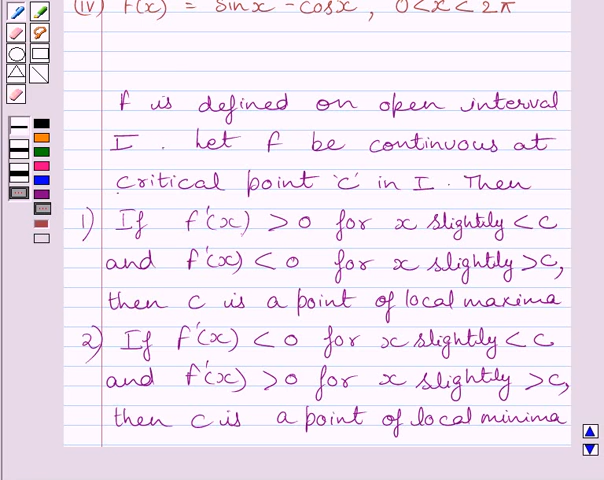 (iv) f(x) = sinx - cosx, 0<x<2π
f is defined on open interval
I. Let f be continuous at
critical point 'c' in I. Then
1) If f'(x) >0 for x slightly <c
and f'(x) <0 for x slightly >c,
then c is a point of local maxima
2) If f'(x) <0 for x slightly <c
and f'(x) >0 for x slightly >c,
then c is a point of local minima